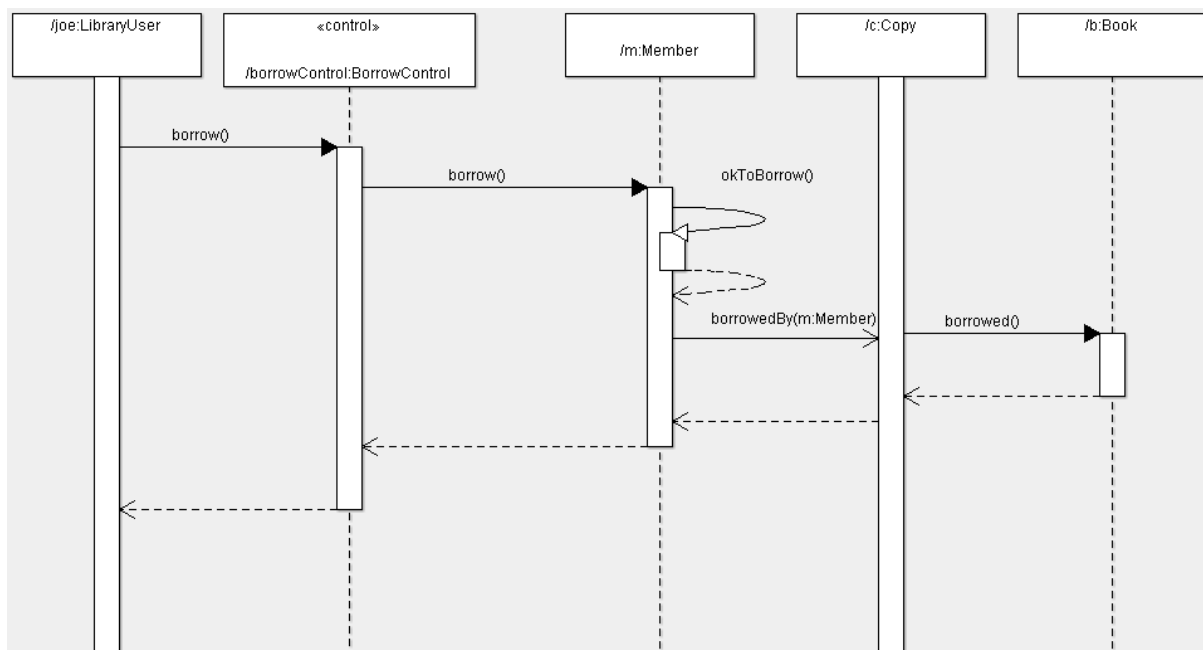 /joe:LibraryUser
«control»
/borrowControl:BorrowControl
/m:Member
/c:Copy
/b:Book
borrow()
borrow()
okToBorrow()
borrowedBy(m:Member)
borrowed()